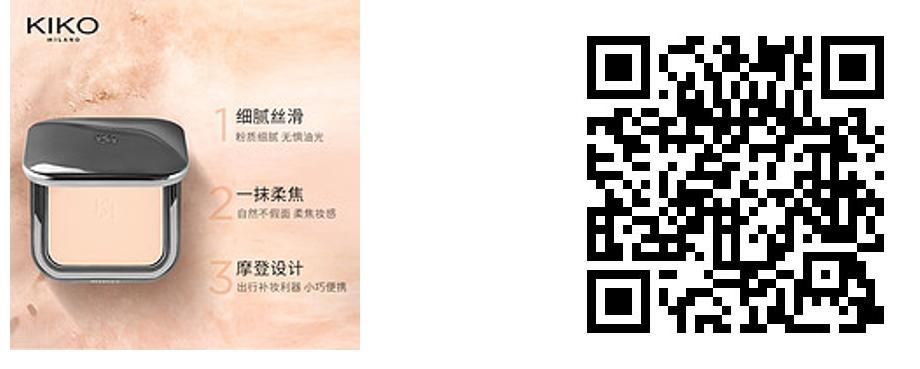 KIKO
MILANO
1 细腻丝滑
粉质细腻 无惧油光
2 一抹柔焦
自然不假面 柔焦妆感
3 摩登设计
出行补妆利器 小巧便携